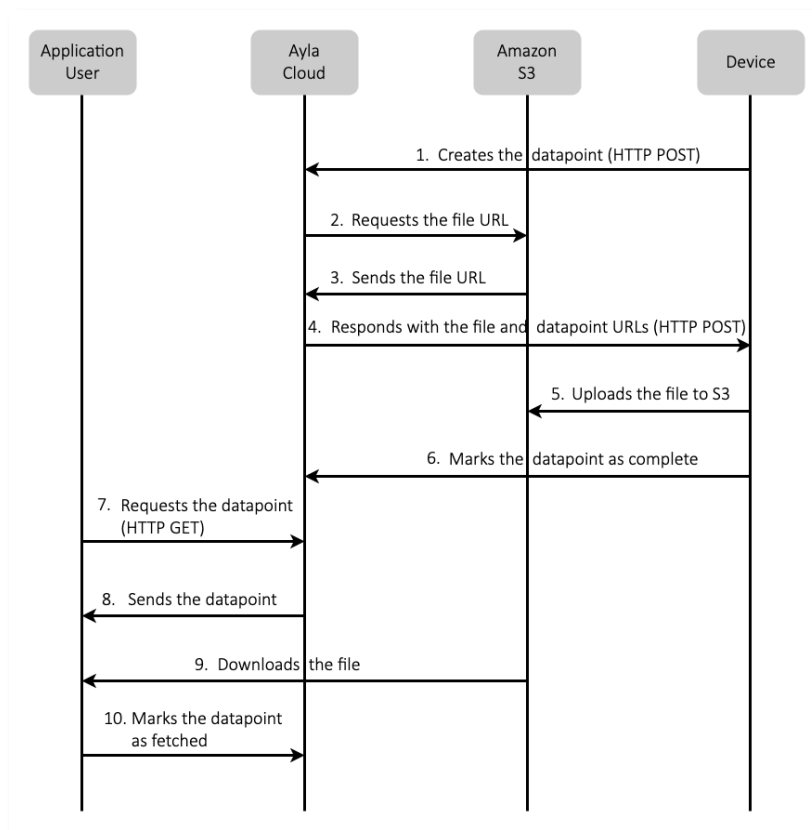 Application
User
Ayla
Cloud
Amazon
S3
Device
1. Creates the datapoint (HTTP POST)
2. Requests the file URL
3. Sends the file URL
4. Responds with the file and datapoint URLs (HTTP POST)
5. Uploads the file to S3
6. Marks the datapoint as complete
7. Requests the datapoint
(HTTP GET)
8. Sends the datapoint
9. Downloads the file
10. Marks the datapoint
as fetched